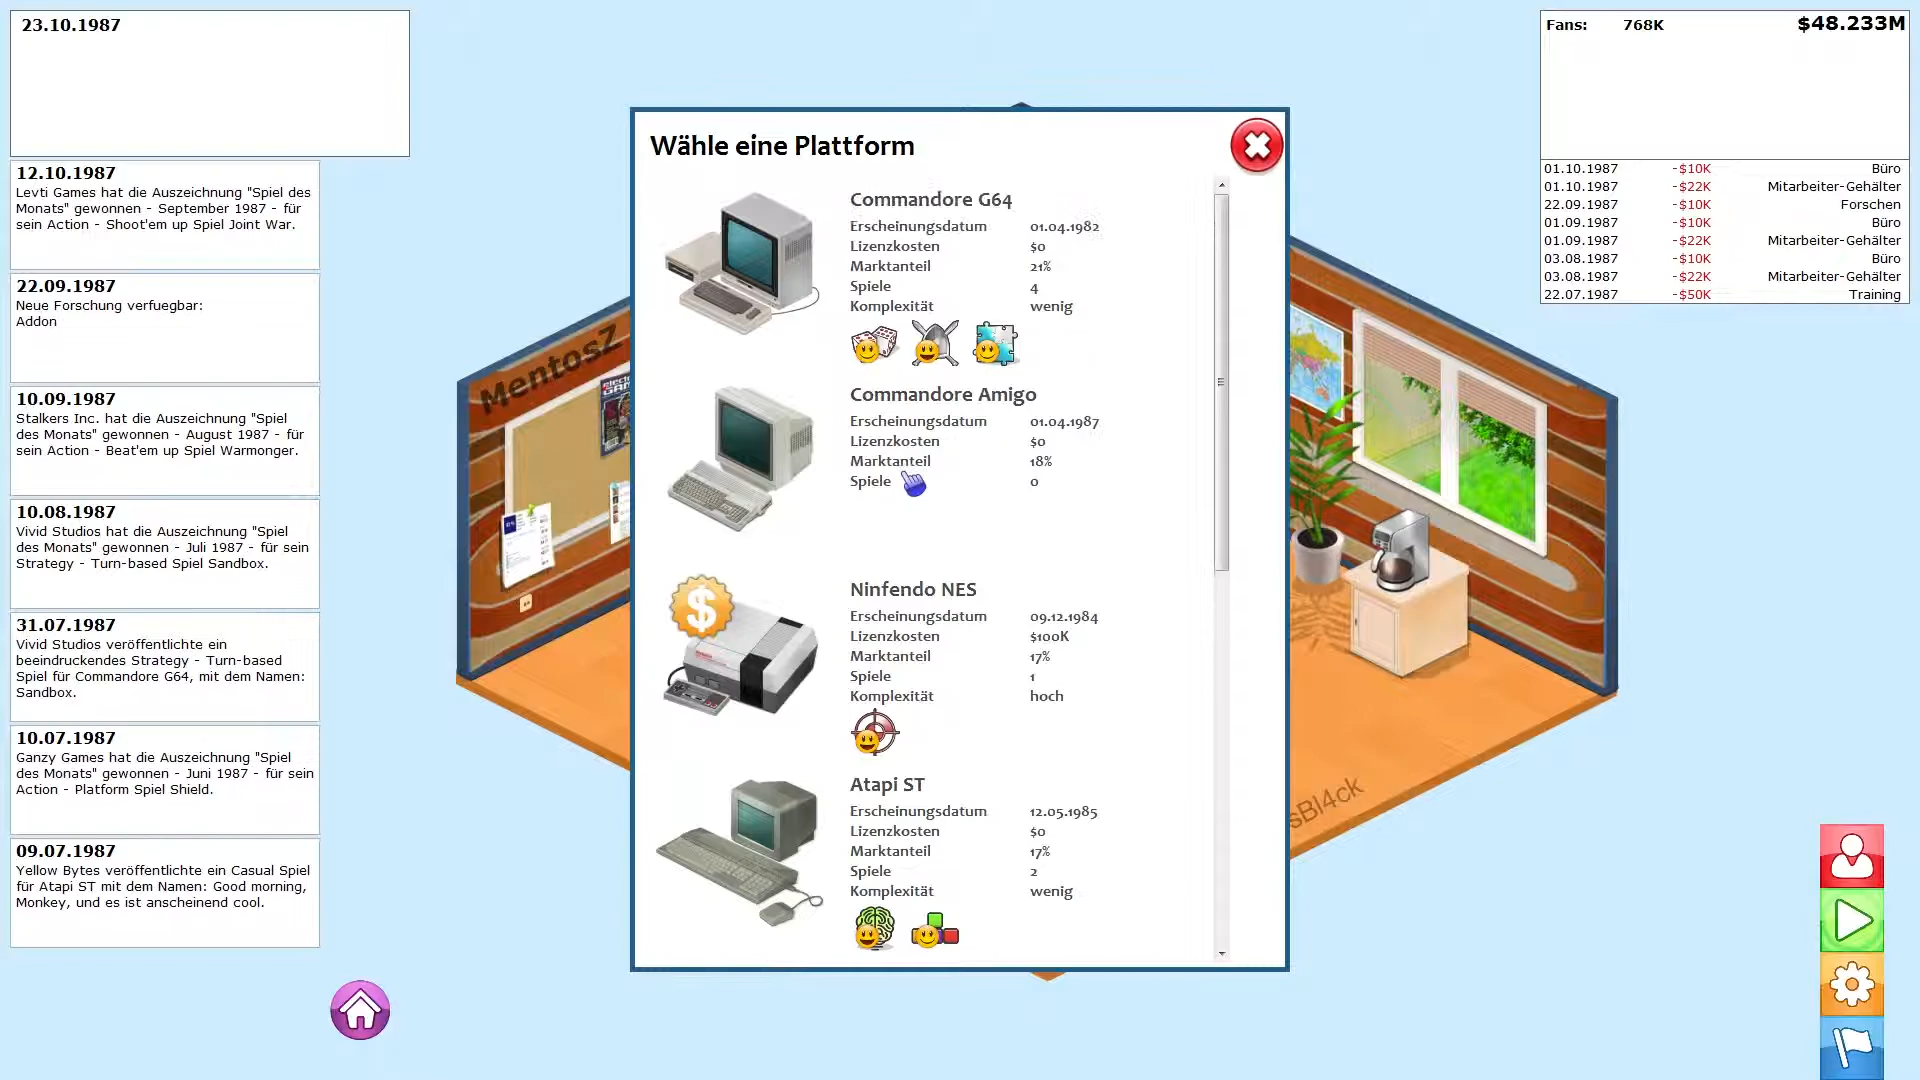 23.10.1987
12.10.1987
Levti Games hat die Auszeichnung "Spiel des
Monats" gewonnen - September 1987 - für
sein Action - Shoot'em up Spiel Joint War.
22.09.1987
Neue Forschung verfuegbar:
Addon
10.09.1987
Stalkers Inc. hat die Auszeichnung "Spiel
des Monats" gewonnen - August 1987 - für
sein Action - Beat'em up Spiel Warmonger.
10.08.1987
Vivid Studios hat die Auszeichnung "Spiel
des Monats" gewonnen - Juli 1987 - für sein
Strategy - Turn-based Spiel Sandbox.
31.07.1987
Vivid Studios veröffentlichte ein
beeindruckendes Strategy - Turn-based
Spiel für Commandore G64, mit dem Namen:
Sandbox.
10.07.1987
Ganzy Games hat die Auszeichnung "Spiel
des Monats" gewonnen - Juni 1987 - für sein
Action - Platform Spiel Shield.
09.07.1987
Yellow Bytes veröffentlichte ein Casual Spiel
für Atapi ST mit dem Namen: Good morning,
Monkey, und es ist anscheinend cool.
MentosZ
Wähle eine Plattform
Commandore G64
Erscheinungsdatum 01.04.1982
Lizenzkosten $0
Marktanteil 21%
Spiele 4
Komplexität wenig
Commandore Amigo
Erscheinungsdatum 01.04.1987
Lizenzkosten $0
Marktanteil 18%
Spiele 0
Ninfendo NES
Erscheinungsdatum 09.12.1984
Lizenzkosten $100K
Marktanteil 17%
Spiele 1
Komplexität hoch
Atapi ST
Erscheinungsdatum 12.05.1985
Lizenzkosten $0
Marktanteil 17%
Spiele 2
Komplexität wenig
sBl4ck
Fans: 768K $48.233M
01.10.1987 -$10K Büro
01.10.1987 -$22K Mitarbeiter-Gehälter
22.09.1987 -$10K Forschen
01.09.1987 -$10K Büro
01.09.1987 -$22K Mitarbeiter-Gehälter
03.08.1987 -$10K Büro
03.08.1987 -$22K Mitarbeiter-Gehälter
22.07.1987 -$50K Training